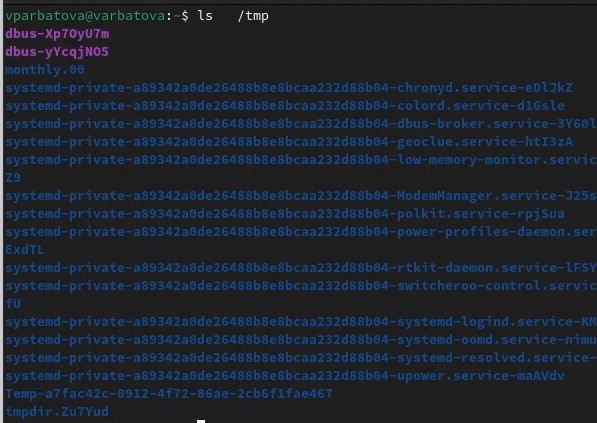 vparbatova@varbatova:~$ ls   /tmp
dbus-Xp7OyU7m
dbus-yYcqjNO5
monthly.00
systemd-private-a89342a0de26488b8e8bcaa232d88b04-chronyd.service-eDlJkZ
systemd-private-a89342a0de26488b8e8bcaa232d88b04-colord.service-d1Gsle
systemd-private-a89342a0de26488b8e8bcaa232d88b04-dbus-broker.service-3Y60l
systemd-private-a89342a0de26488b8e8bcaa232d88b04-geoclue.service-htI3zA
systemd-private-a89342a0de26488b8e8bcaa232d88b04-low-memory-monitor.servic
Z9
systemd-private-a89342a0de26488b8e8bcaa232d88b04-ModemManager.service-J25s
systemd-private-a89342a0de26488b8e8bcaa232d88b04-polkit.service-rpjSua
systemd-private-a89342a0de26488b8e8bcaa232d88b04-power-profiles-daemon.ser
ExdTL
systemd-private-a89342a0de26488b8e8bcaa232d88b04-rtkit-daemon.service-lFSY
systemd-private-a89342a0de26488b8e8bcaa232d88b04-switcheroo-control.servic
fU
systemd-private-a89342a0de26488b8e8bcaa232d88b04-systemd-logind.service-KM
systemd-private-a89342a0de26488b8e8bcaa232d88b04-systemd-oomd.service-nimu
systemd-private-a89342a0de26488b8e8bcaa232d88b04-systemd-resolved.service-
systemd-private-a89342a0de26488b8e8bcaa232d88b04-upower.service-maAVdv
Temp-a7fac42c-0912-4f72-86ae-2cb6f1fae467
tmpdir.Zu7Yud